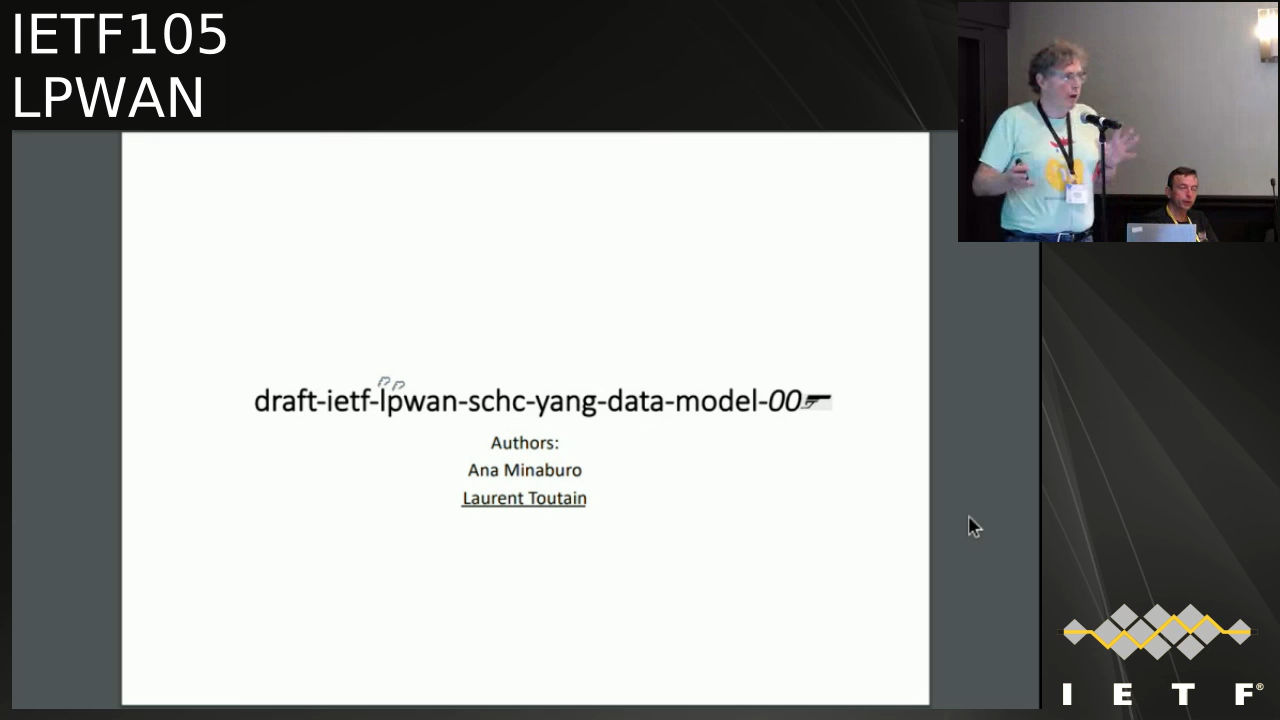 IETF105
LPWAN
draft-ietf-lpwan-schc-yang-data-model-00
Authors:
Ana Minaburo
Laurent Toutain
I E T F®